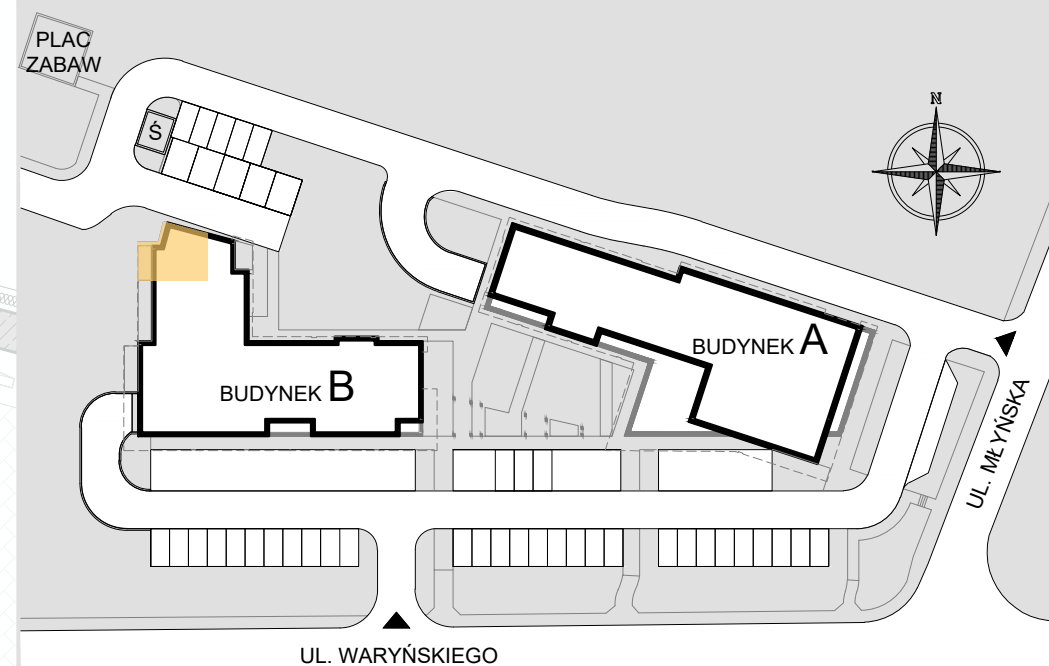 PLAC
ZABAW
Ś
N
BUDYNEK A
BUDYNEK B
UL. MŁYŃSKA
UL. WARYŃSKIEGO